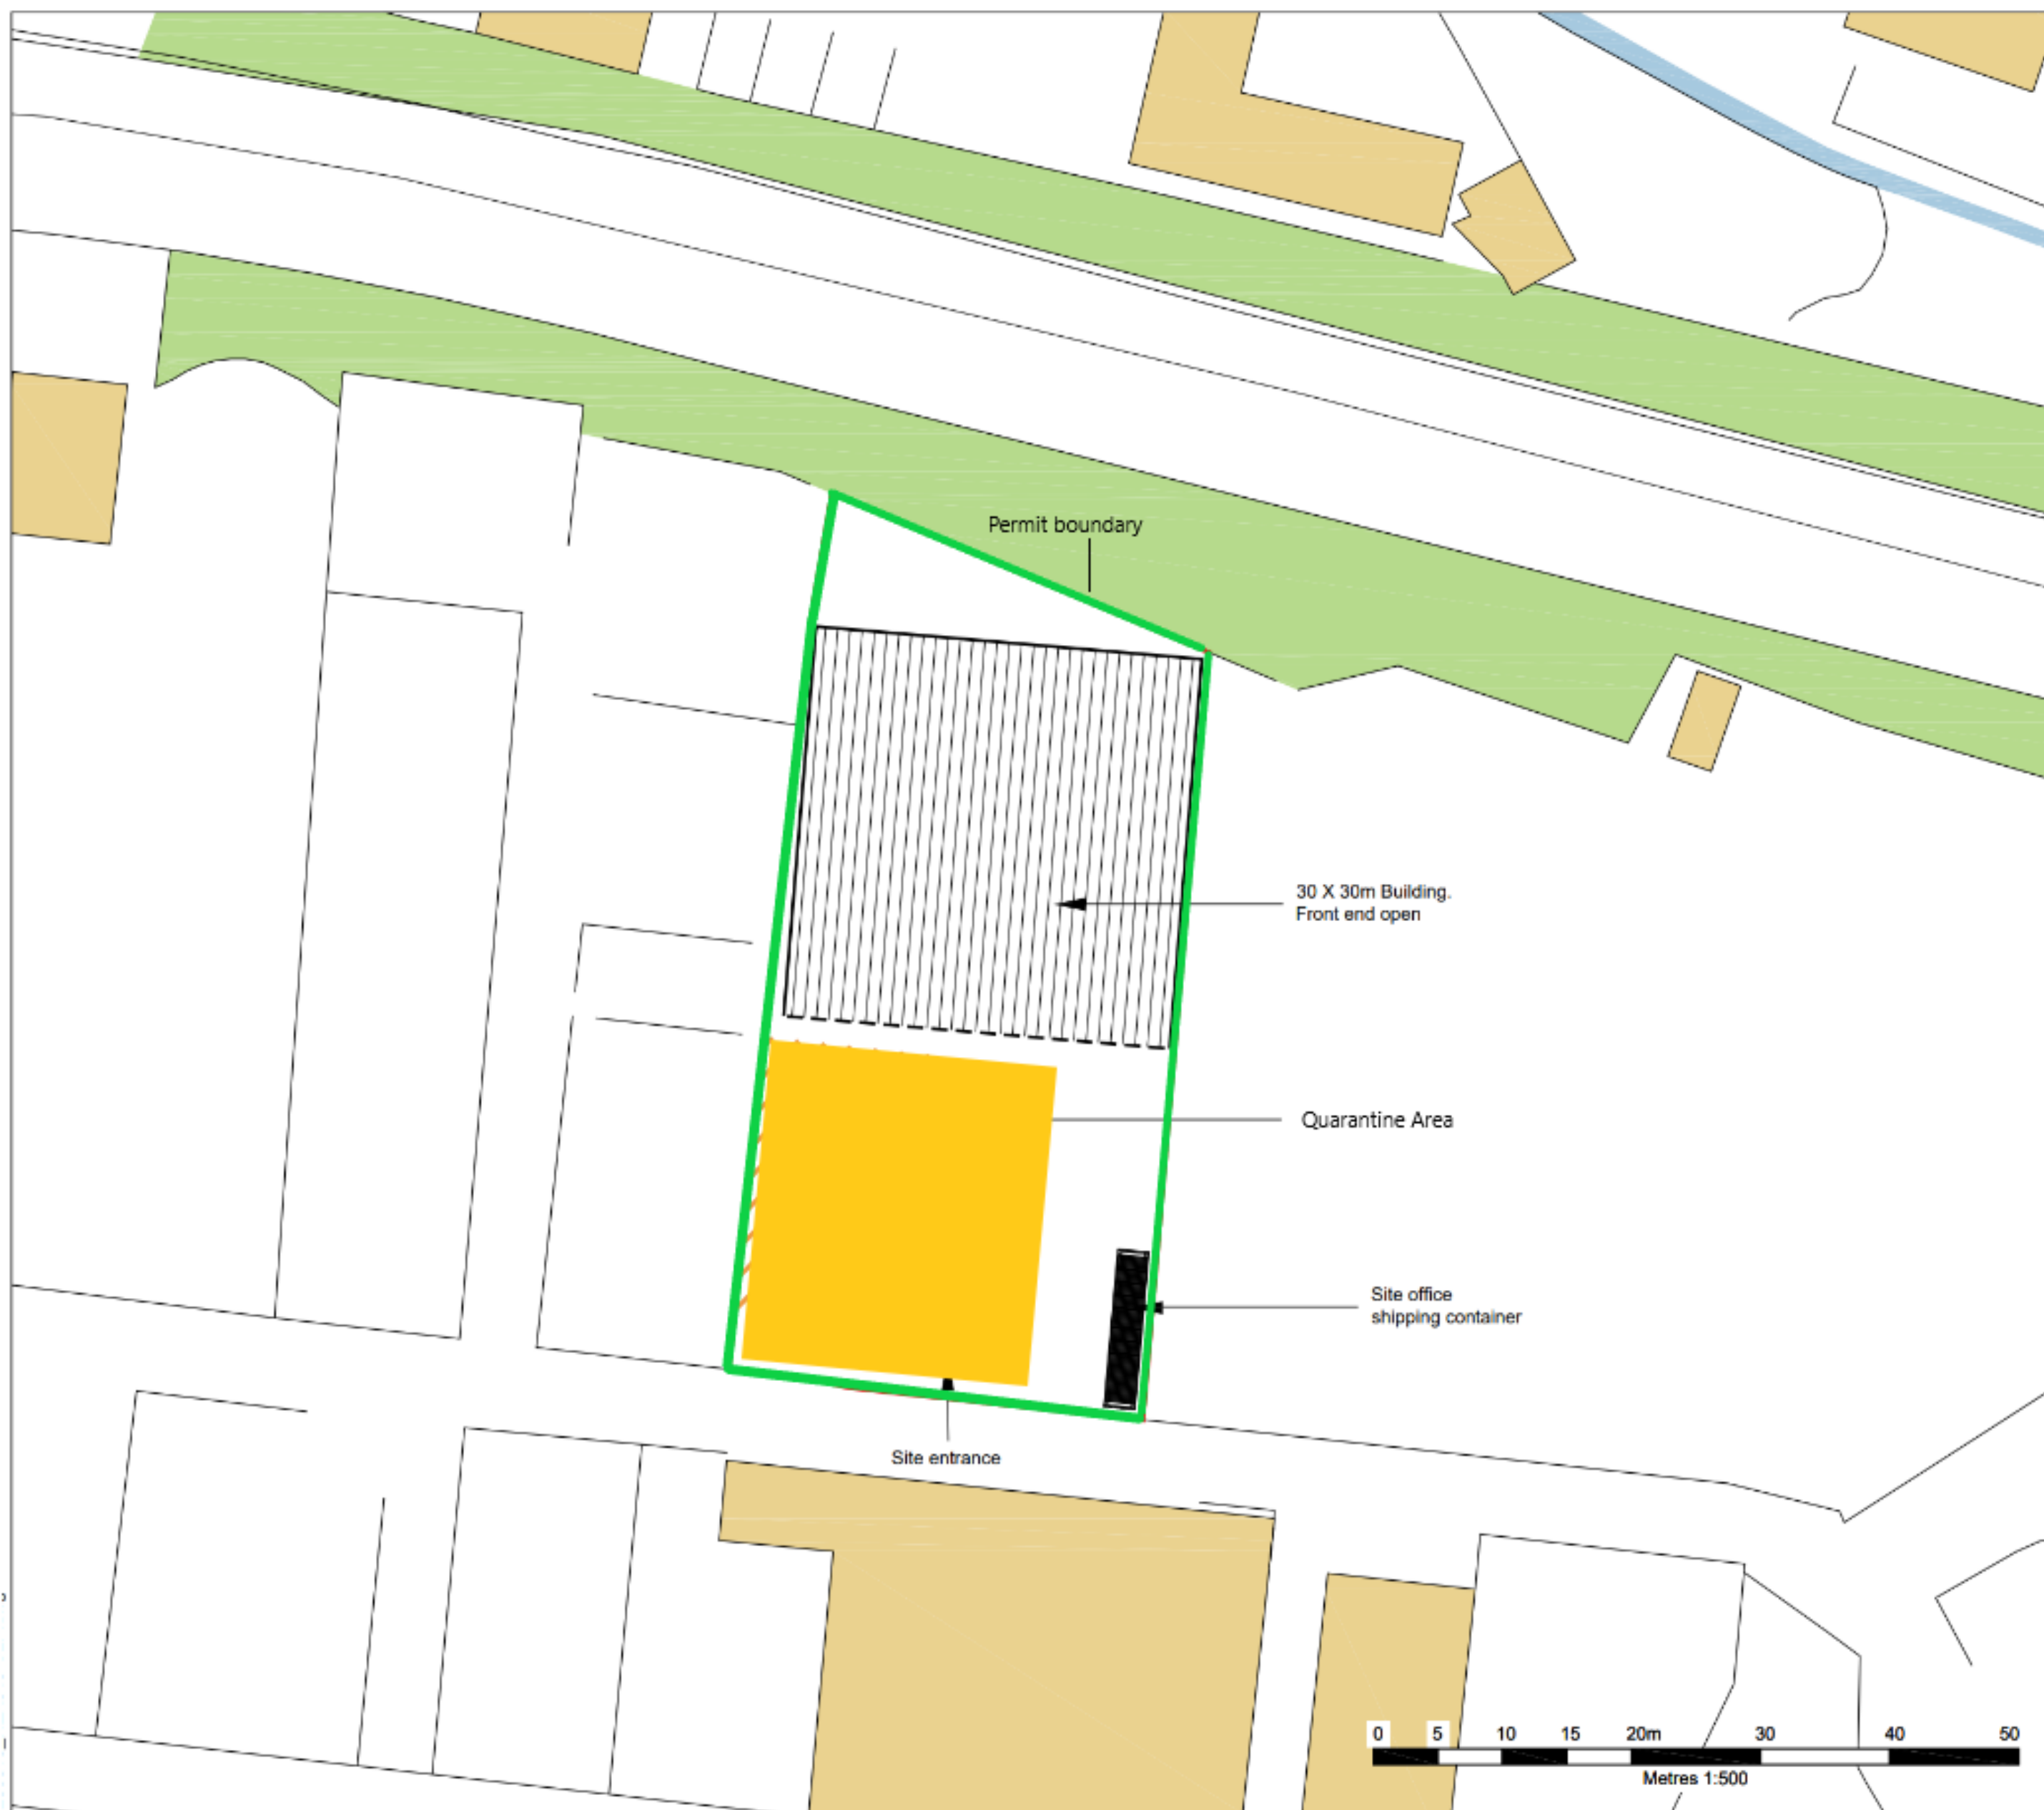 Permit boundary
30 X 30m Building.
Front end open
Quarantine Area
Site office
shipping container
Site entrance
0 5 10 15 20m 30 40 50
Metres 1:500